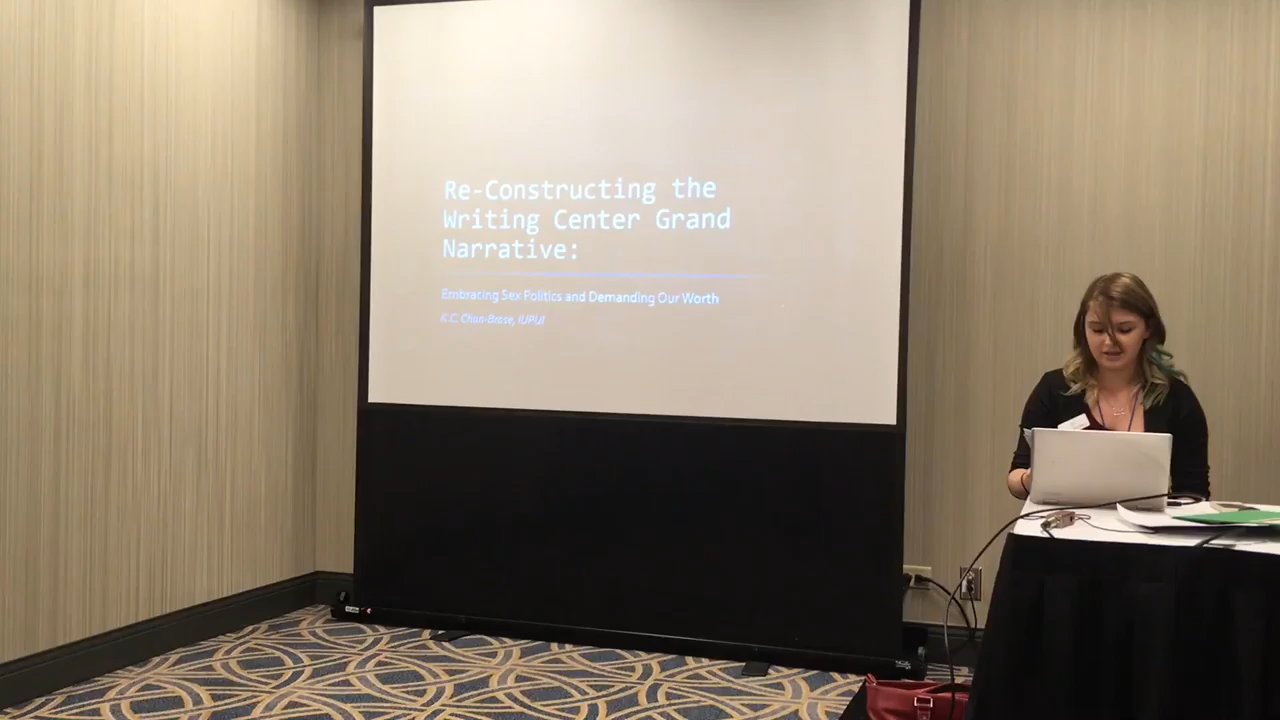 Re-Constructing the
Writing Center Grand
Narrative:
Embracing Sex Politics and Demanding Our Worth
K.C. Chan-Brose, IUPUI